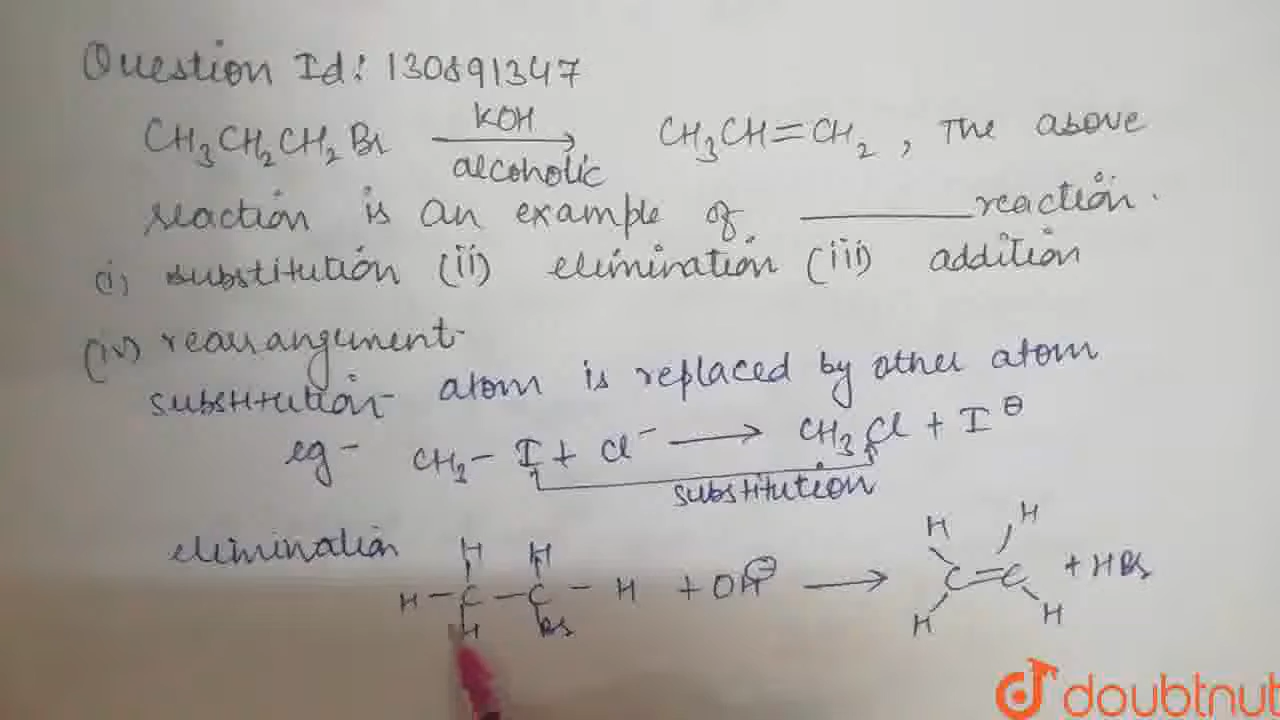 Question Id: 130891347
CH₃CH₂CH₂Br KOH alcoholic CH₃CH=CH₂, The above
reaction is an example of ________ reaction.
(i) substitution (ii) elimination (iii) addition
(iv) rearrangement
substitution atom is replaced by other atom
eg- CH₃-I + Cl⁻ → CH₃Cl + I⊖
substitution
elimination
H H H H
H-C-C-H + OH⊖ → C=C + HBr
H Br H H
doubtnut